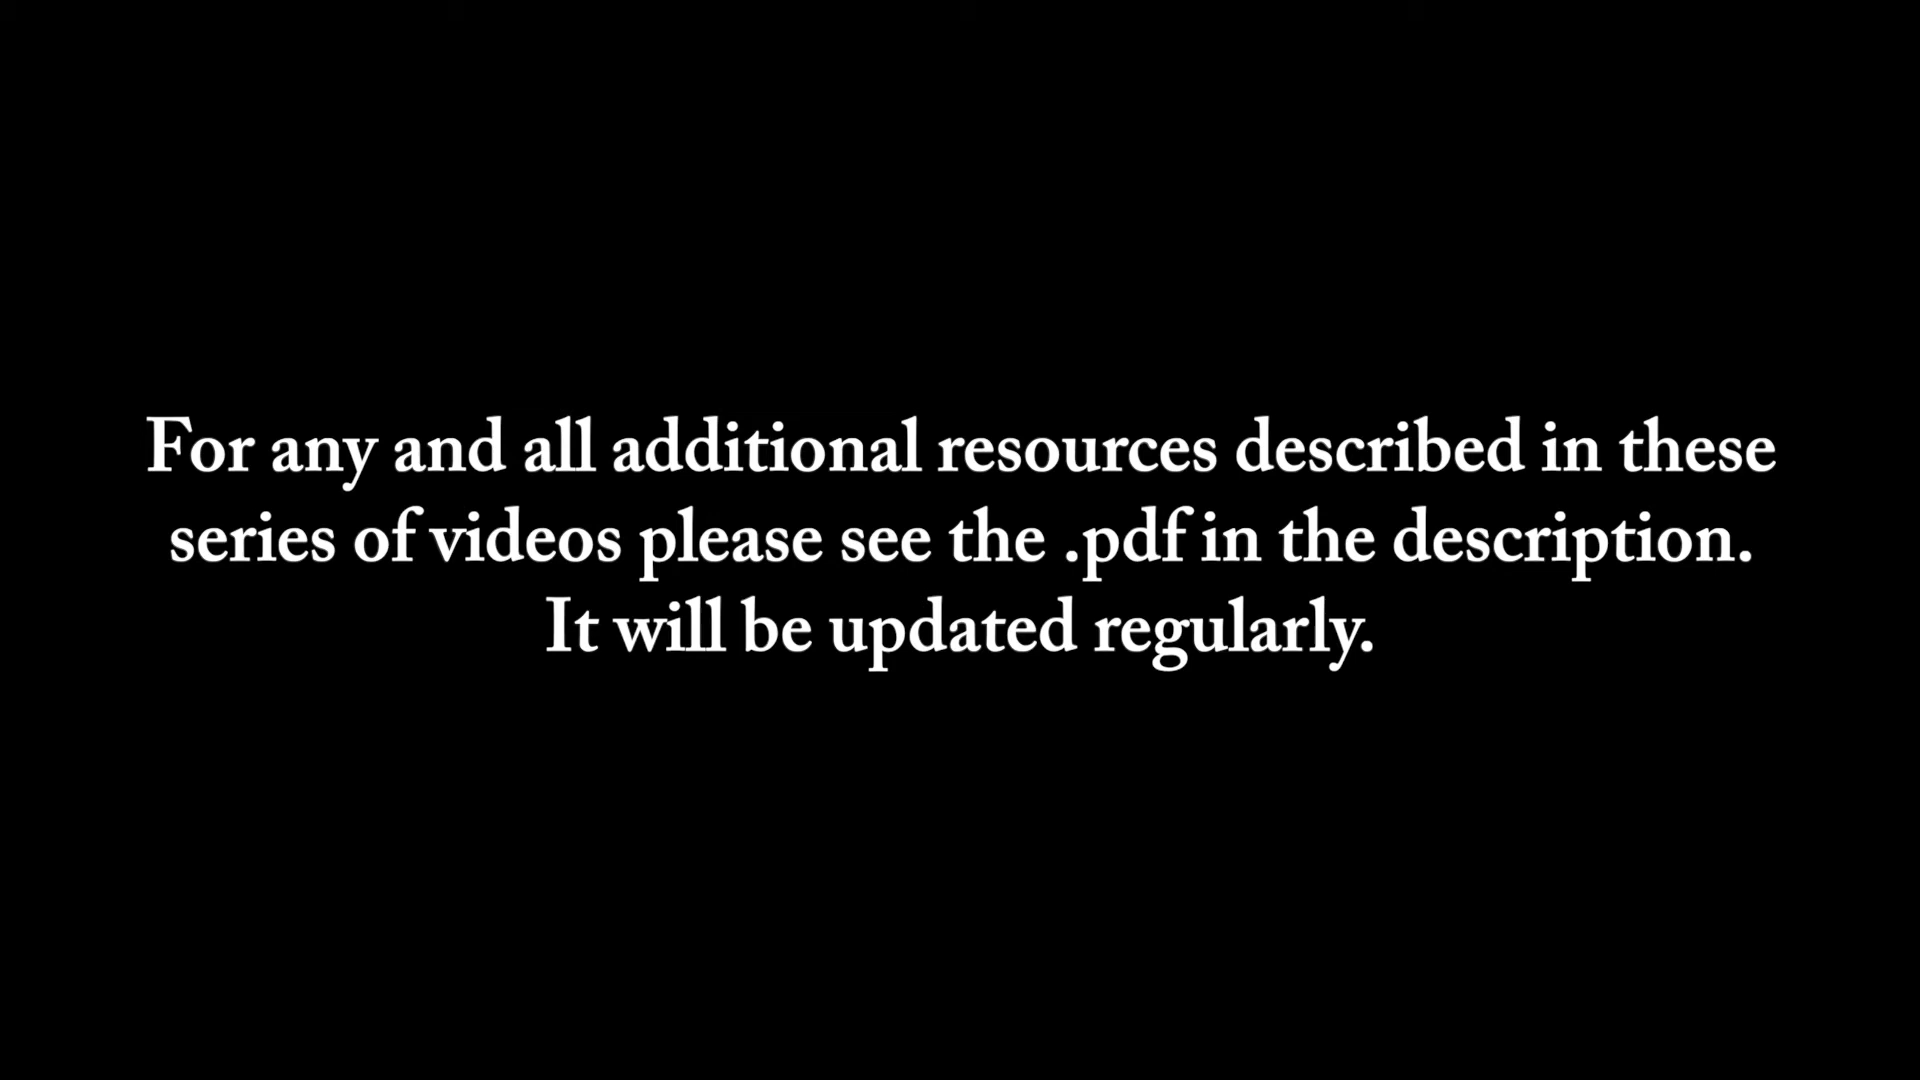 For any and all additional resources described in these
series of videos please see the .pdf in the description.
It will be updated regularly.